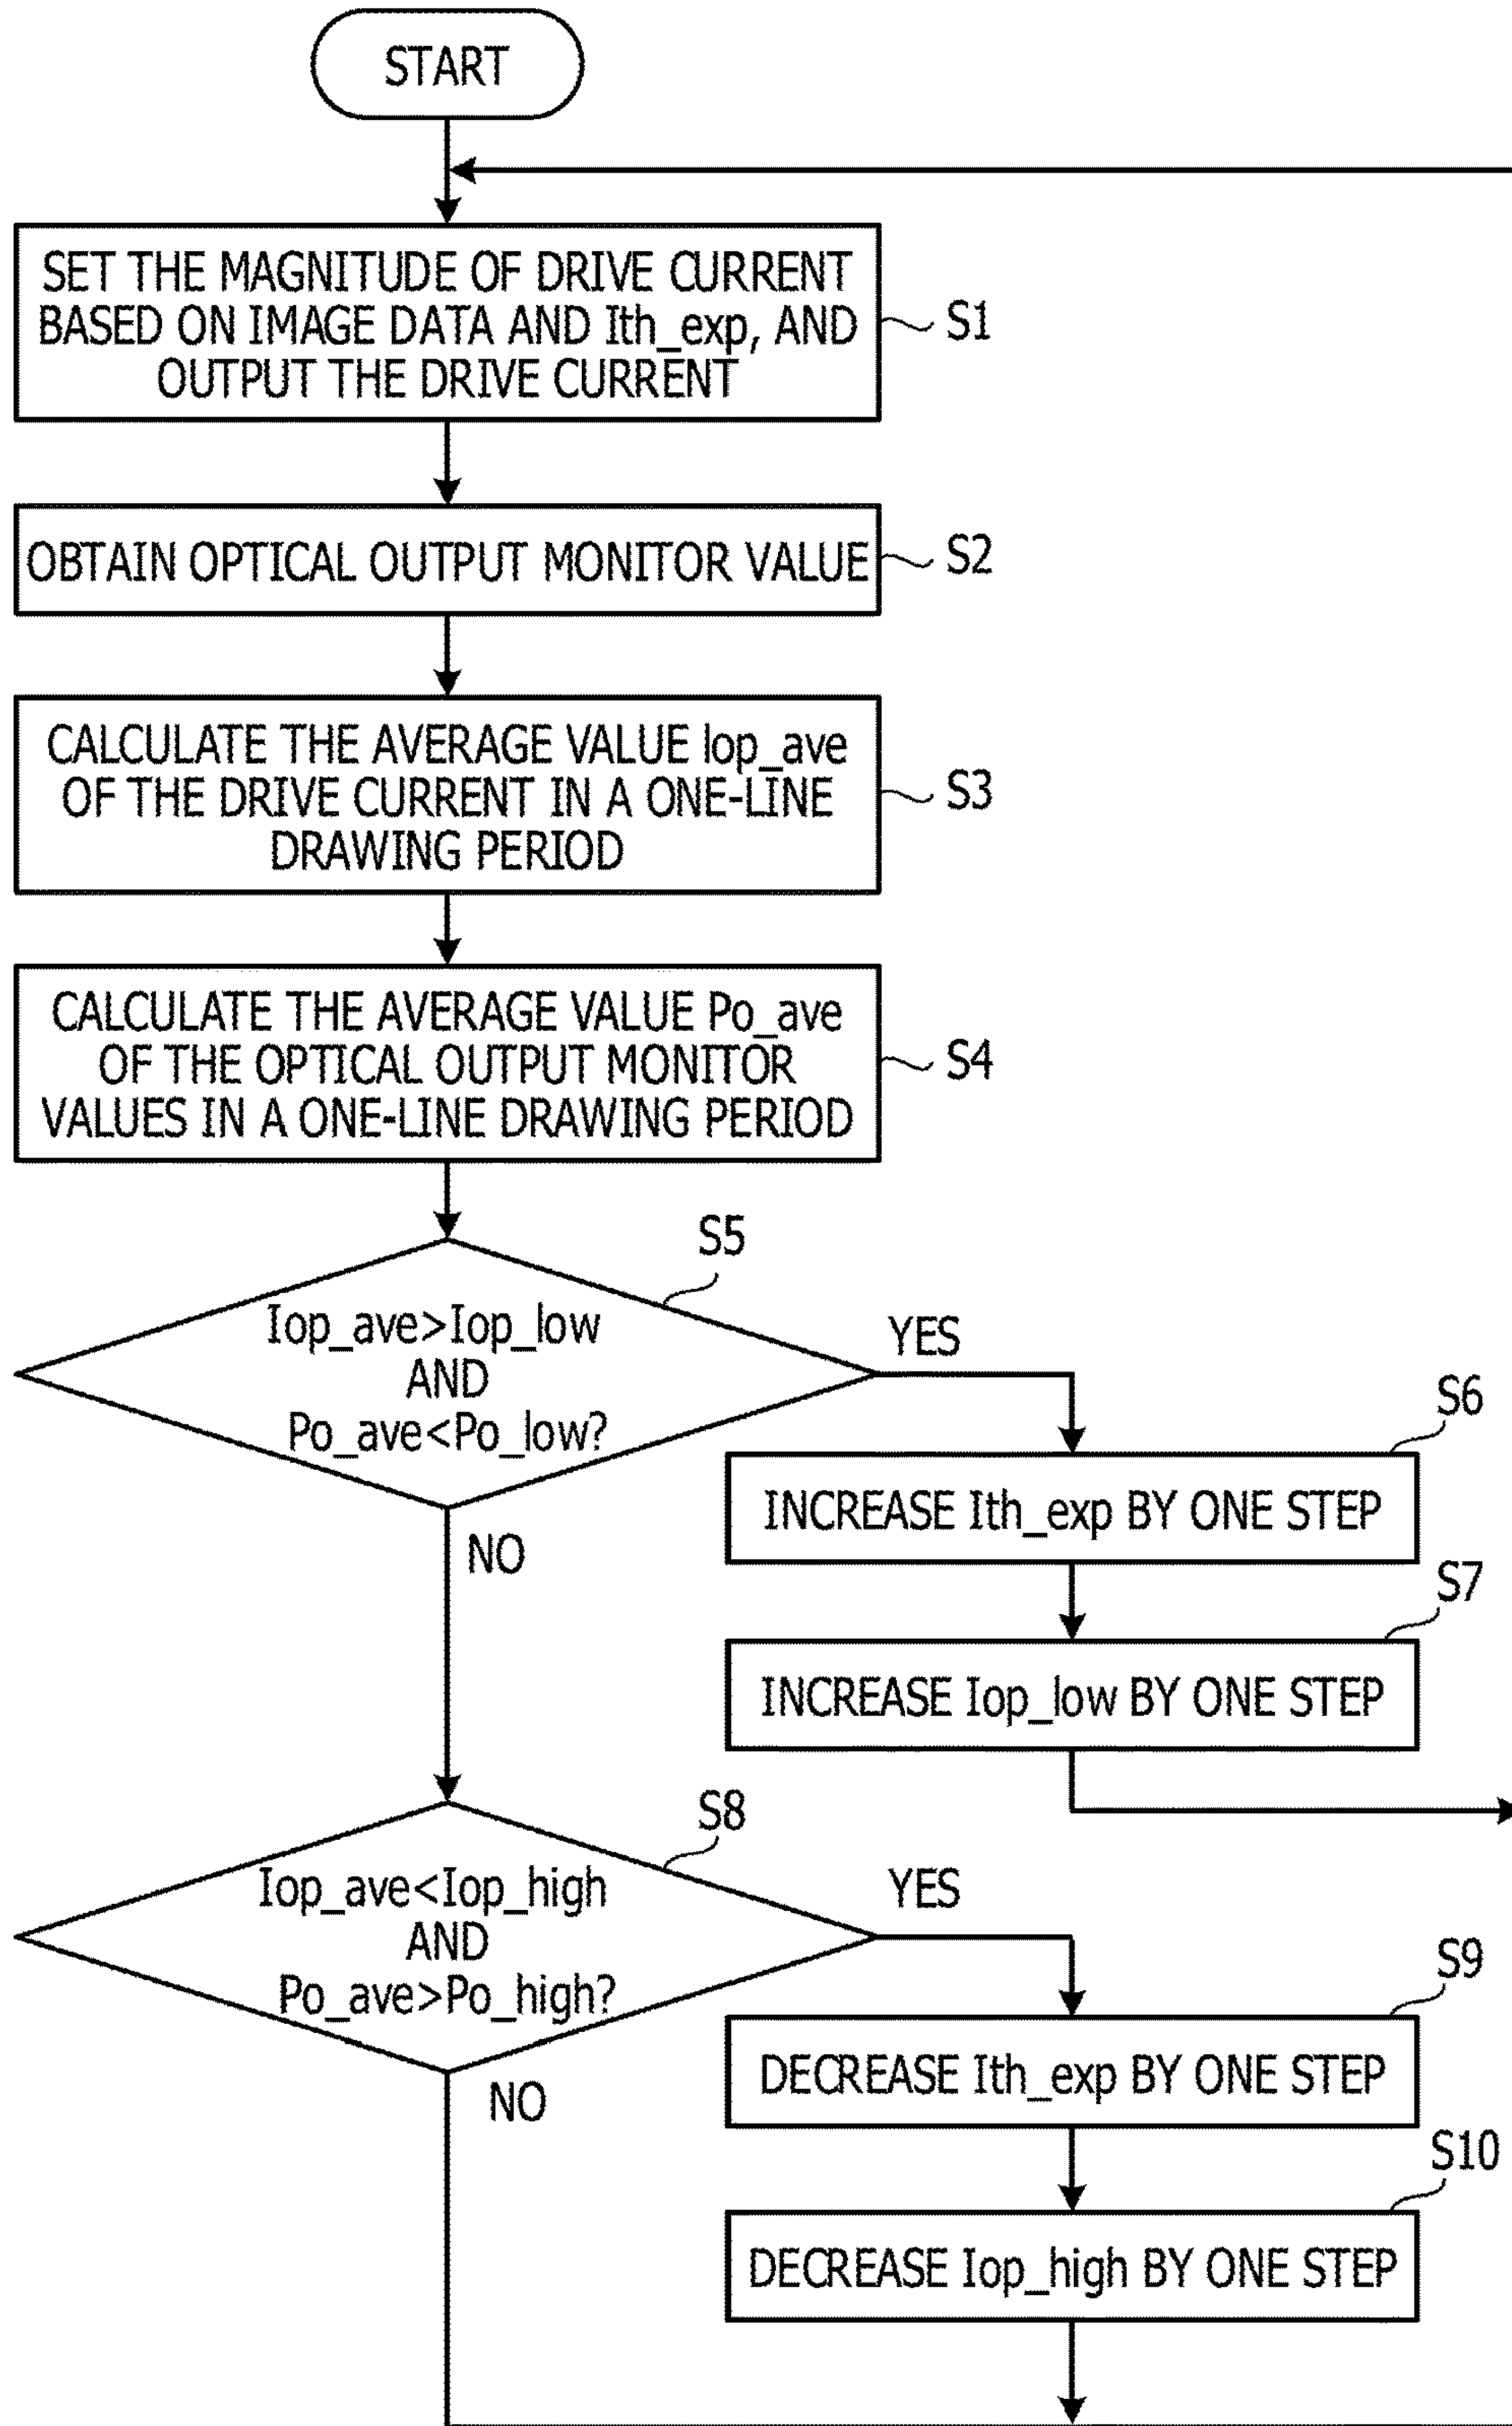 START
SET THE MAGNITUDE OF DRIVE CURRENT
BASED ON IMAGE DATA AND Ith_exp, AND
OUTPUT THE DRIVE CURRENT
S1
OBTAIN OPTICAL OUTPUT MONITOR VALUE
S2
CALCULATE THE AVERAGE VALUE Iop_ave
OF THE DRIVE CURRENT IN A ONE-LINE
DRAWING PERIOD
S3
CALCULATE THE AVERAGE VALUE Po_ave
OF THE OPTICAL OUTPUT MONITOR
VALUES IN A ONE-LINE DRAWING PERIOD
S4
S5
Iop_ave>Iop_low
AND
Po_ave<Po_low?
YES
NO
S6
INCREASE Ith_exp BY ONE STEP
S7
INCREASE Iop_low BY ONE STEP
S8
Iop_ave<Iop_high
AND
Po_ave>Po_high?
YES
NO
S9
DECREASE Ith_exp BY ONE STEP
S10
DECREASE Iop_high BY ONE STEP